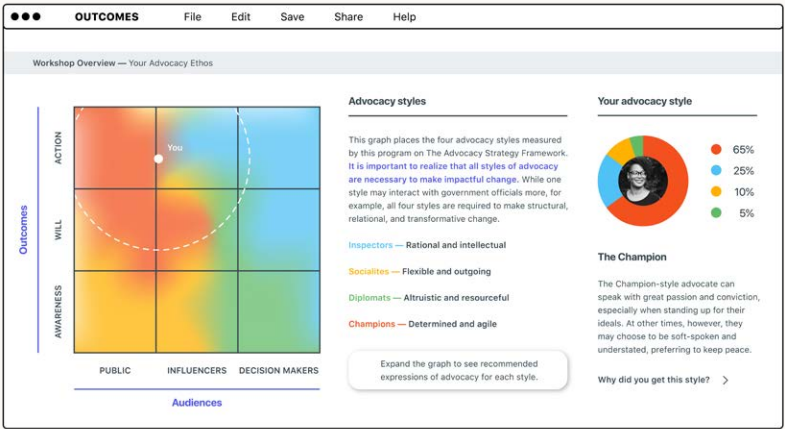 OUTCOMES File Edit Save Share Help
Workshop Overview — Your Advocacy Ethos
Outcomes
ACTION
WILL
AWARENESS
You
PUBLIC INFLUENCERS DECISION MAKERS
Audiences
Advocacy styles
This graph places the four advocacy styles measured
by this program on The Advocacy Strategy Framework.
It is important to realize that all styles of advocacy
are necessary to make impactful change. While one
style may interact with government officials more, for
example, all four styles are required to make structural,
relational, and transformative change.
Inspectors — Rational and intellectual
Socialites — Flexible and outgoing
Diplomats — Altruistic and resourceful
Champions — Determined and agile
Expand the graph to see recommended
expressions of advocacy for each style.
Your advocacy style
65%
25%
10%
5%
The Champion
The Champion-style advocate can
speak with great passion and conviction,
especially when standing up for their
ideals. At other times, however, they
may choose to be soft-spoken and
understated, preferring to keep peace.
Why did you get this style?